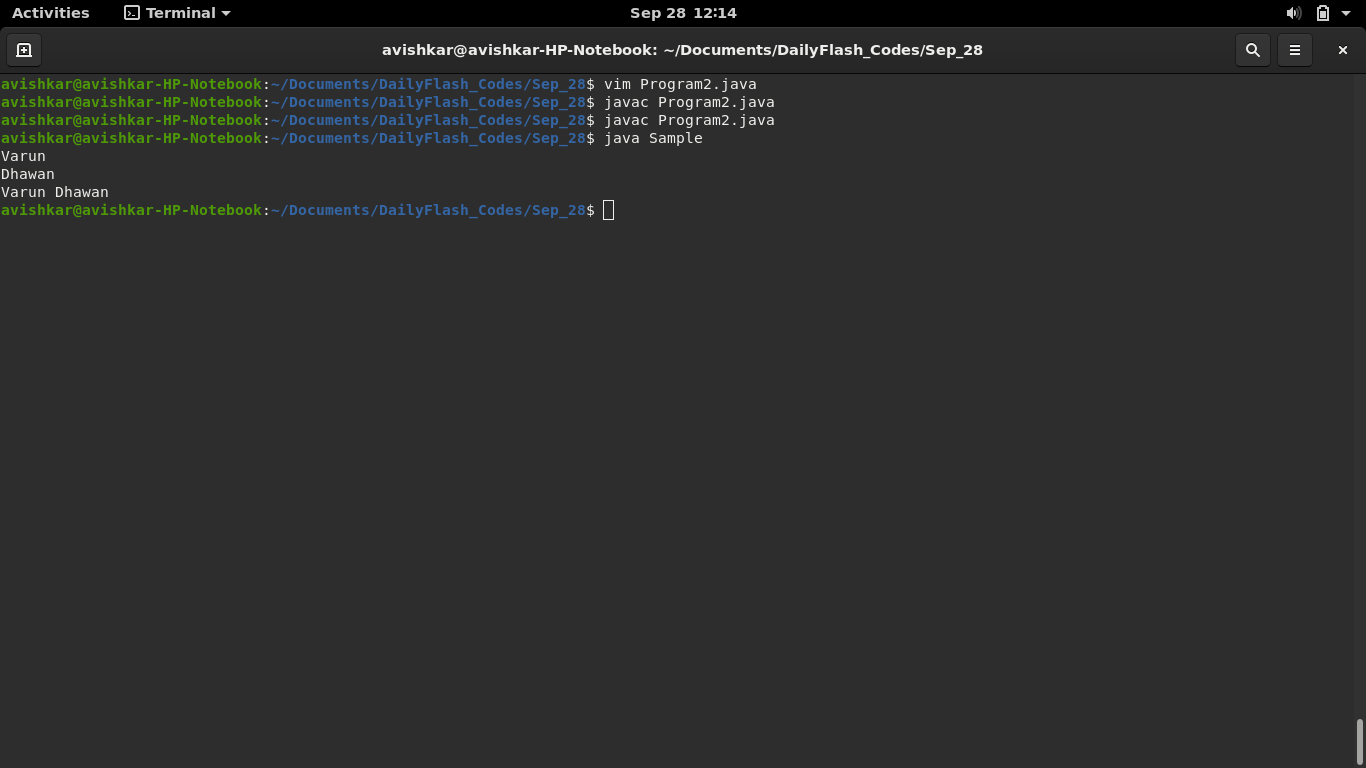 Activities Terminal Sep 28 12:14
avishkar@avishkar-HP-Notebook: ~/Documents/DailyFlash_Codes/Sep_28
avishkar@avishkar-HP-Notebook:~/Documents/DailyFlash_Codes/Sep_28$ vim Program2.java
avishkar@avishkar-HP-Notebook:~/Documents/DailyFlash_Codes/Sep_28$ javac Program2.java
avishkar@avishkar-HP-Notebook:~/Documents/DailyFlash_Codes/Sep_28$ javac Program2.java
avishkar@avishkar-HP-Notebook:~/Documents/DailyFlash_Codes/Sep_28$ java Sample
Varun
Dhawan
Varun Dhawan
avishkar@avishkar-HP-Notebook:~/Documents/DailyFlash_Codes/Sep_28$